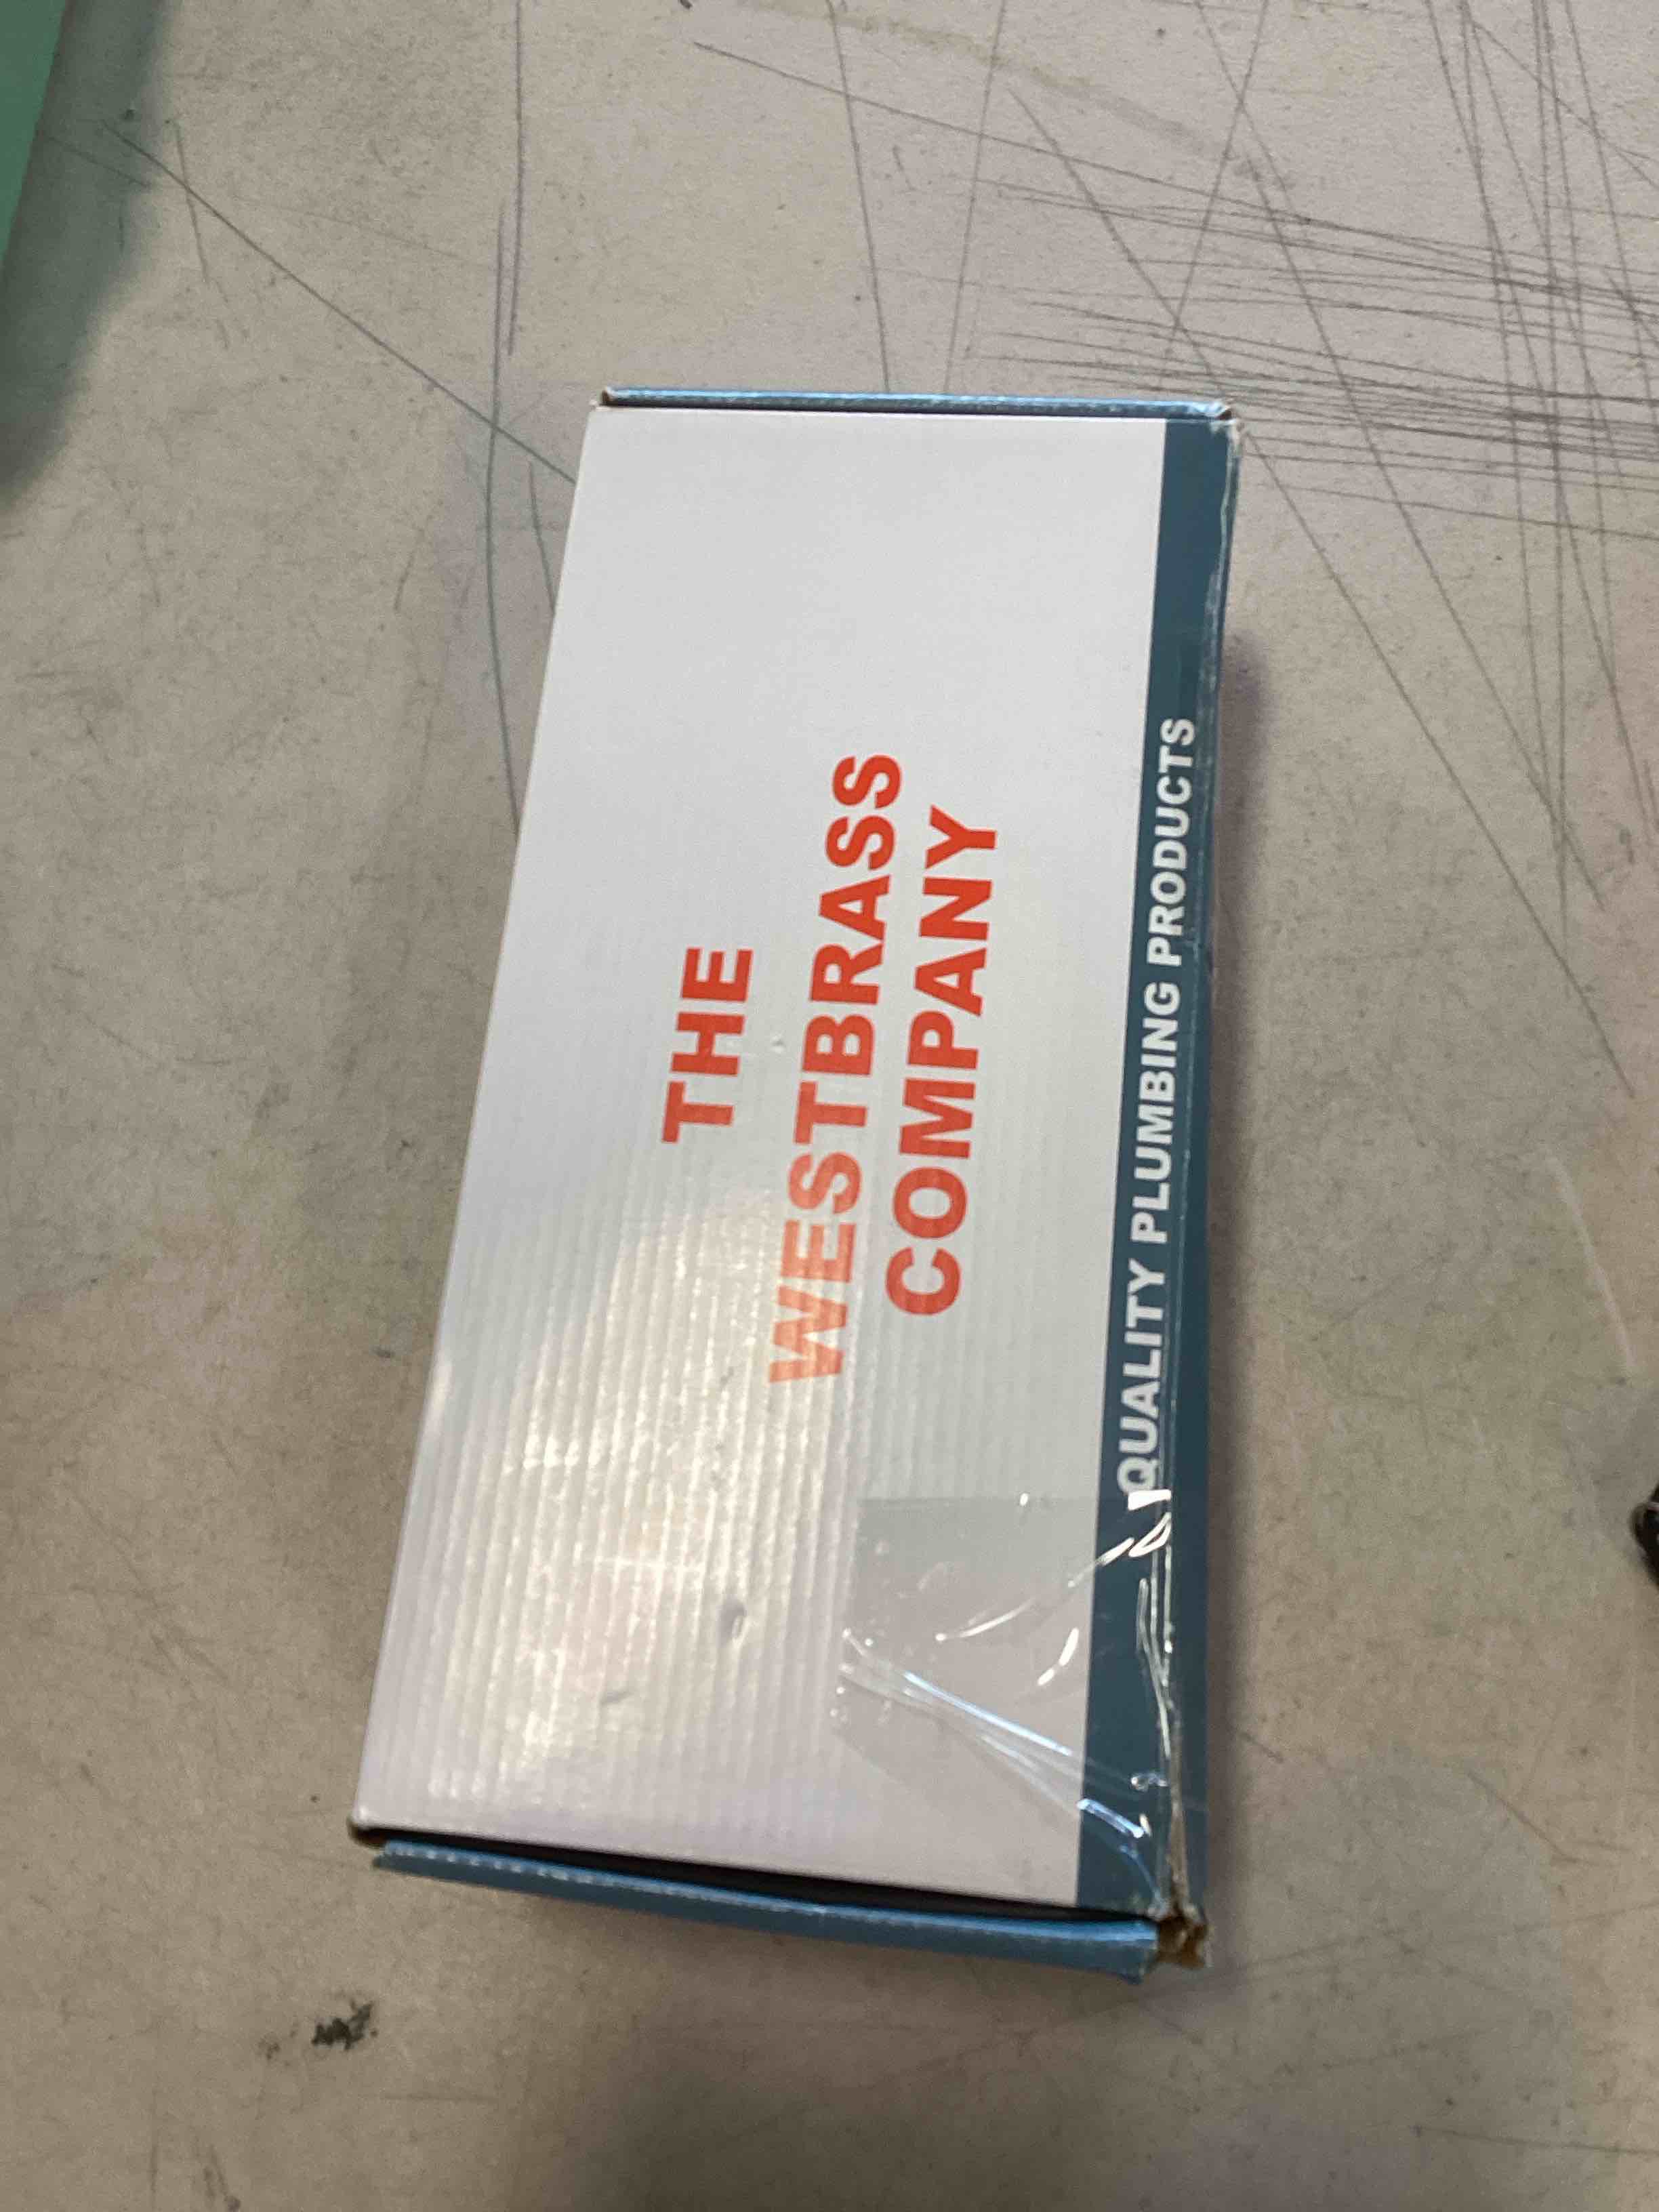 THE
WESTBRASS
COMPANY
QUALITY PLUMBING PRODUCTS